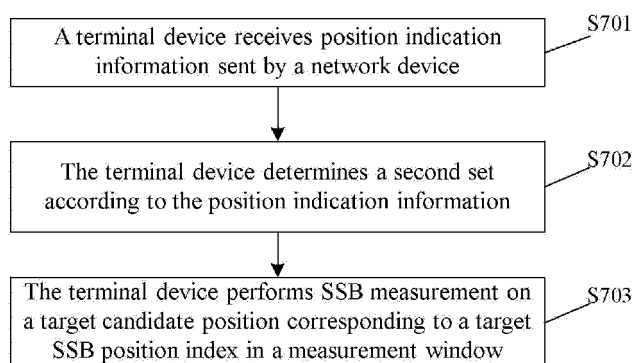 A terminal device receives position indication
information sent by a network device
S701
The terminal device determines a second set
according to the position indication information
S702
The terminal device performs SSB measurement on
a target candidate position corresponding to a target
SSB position index in a measurement window
S703